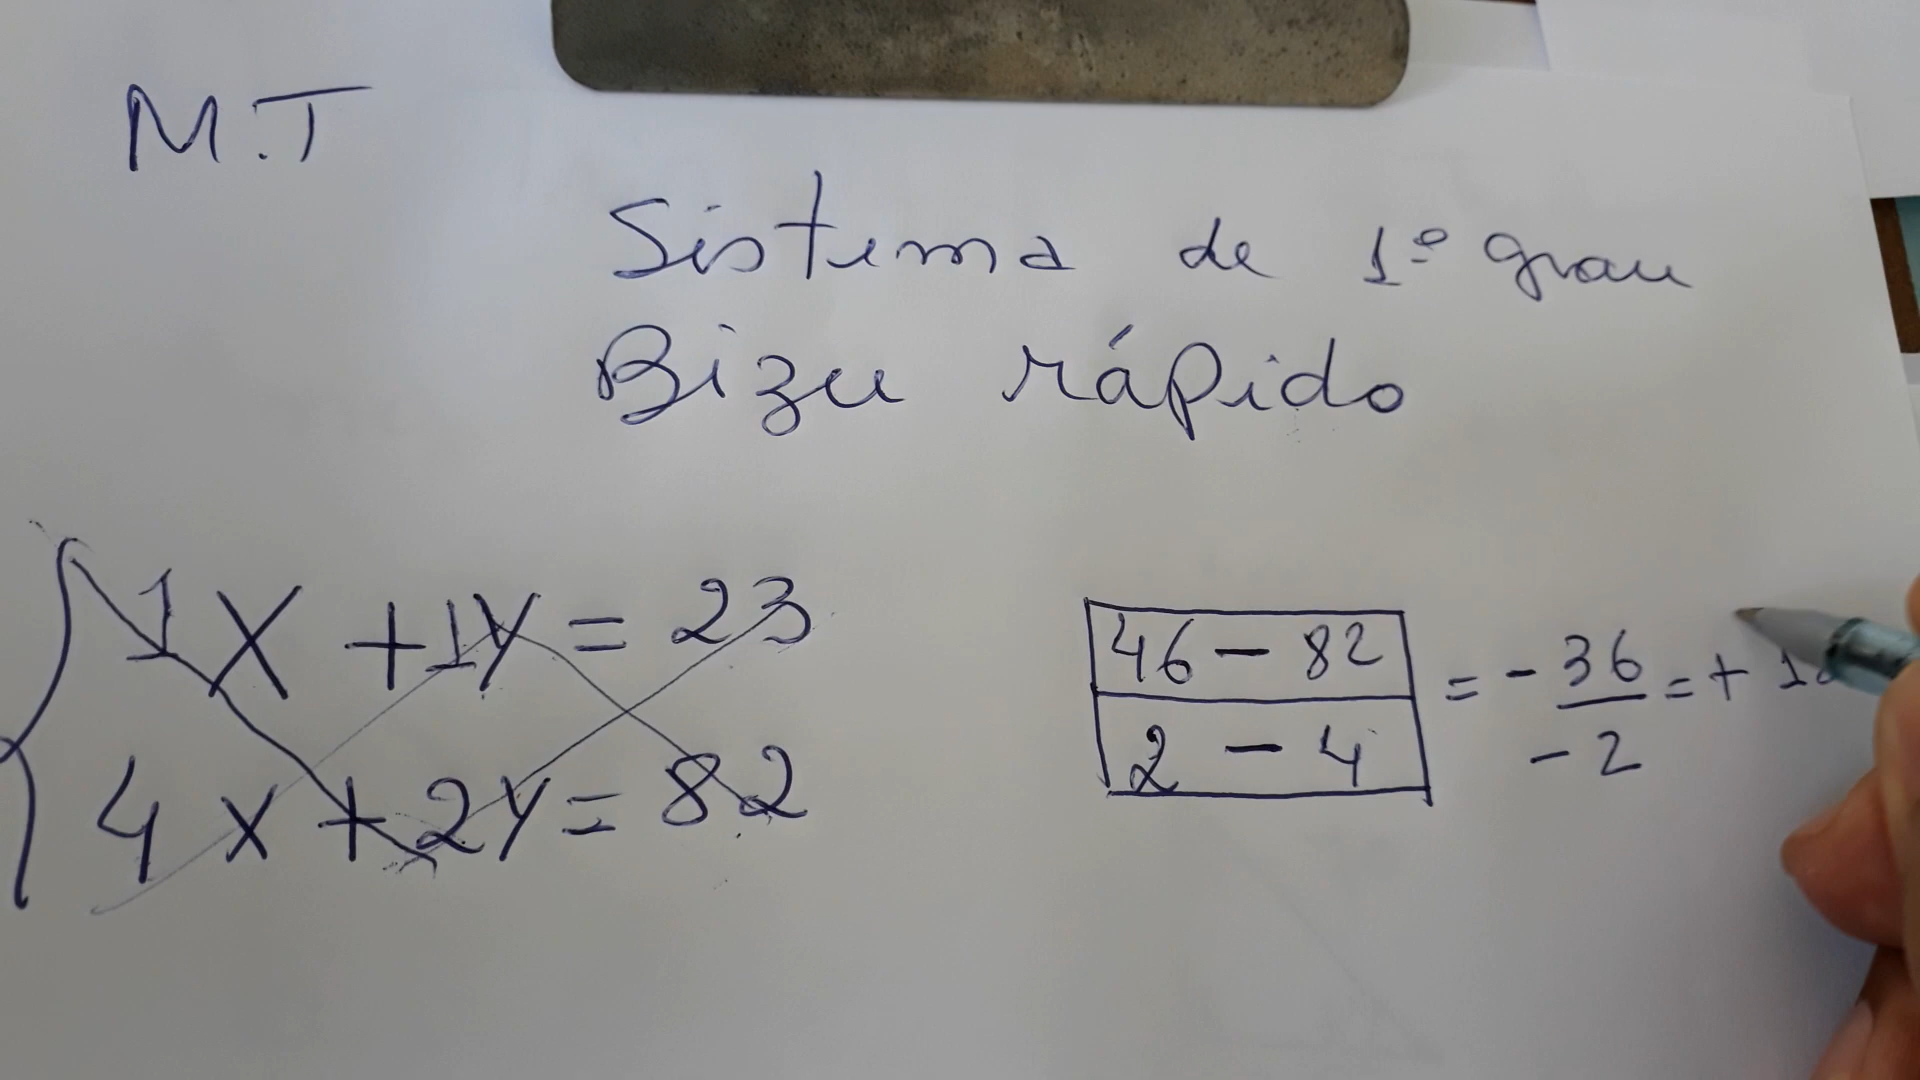 M.T
Sistema de 1º grau
Bizu rápido
1X + 1y = 23
4x + 2y = 82
46 - 82
2 - 4
= - 36
- 2
= +